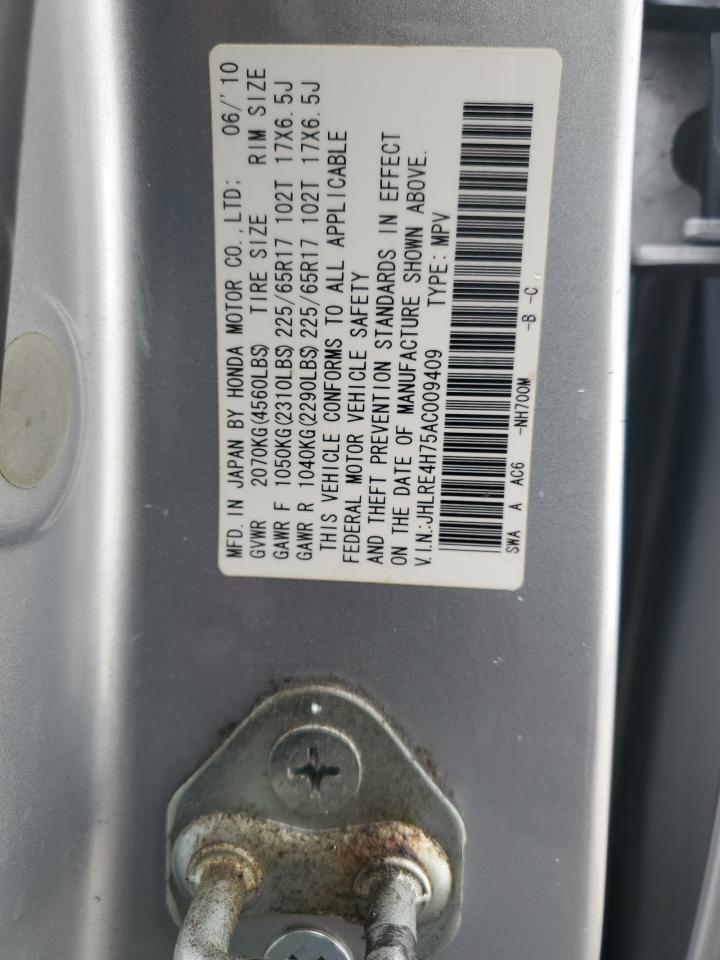 MFD. IN JAPAN BY HONDA MOTOR CO.,LTD; 06/'10
GVWR 2070KG(4560LBS) TIRE SIZE RIM SIZE
GAWR F 1050KG(2310LBS) 225/65R17 102T 17X6.5J
GAWR R 1040KG(2290LBS) 225/65R17 102T 17X6.5J
THIS VEHICLE CONFORMS TO ALL APPLICABLE
FEDERAL MOTOR VEHICLE SAFETY
AND THEFT PREVENTION STANDARDS IN EFFECT
ON THE DATE OF MANUFACTURE SHOWN ABOVE.
V.I.N.:JHLRE4H75AC009409 TYPE:MPV
SWA A AC6 -NH700M -B -C